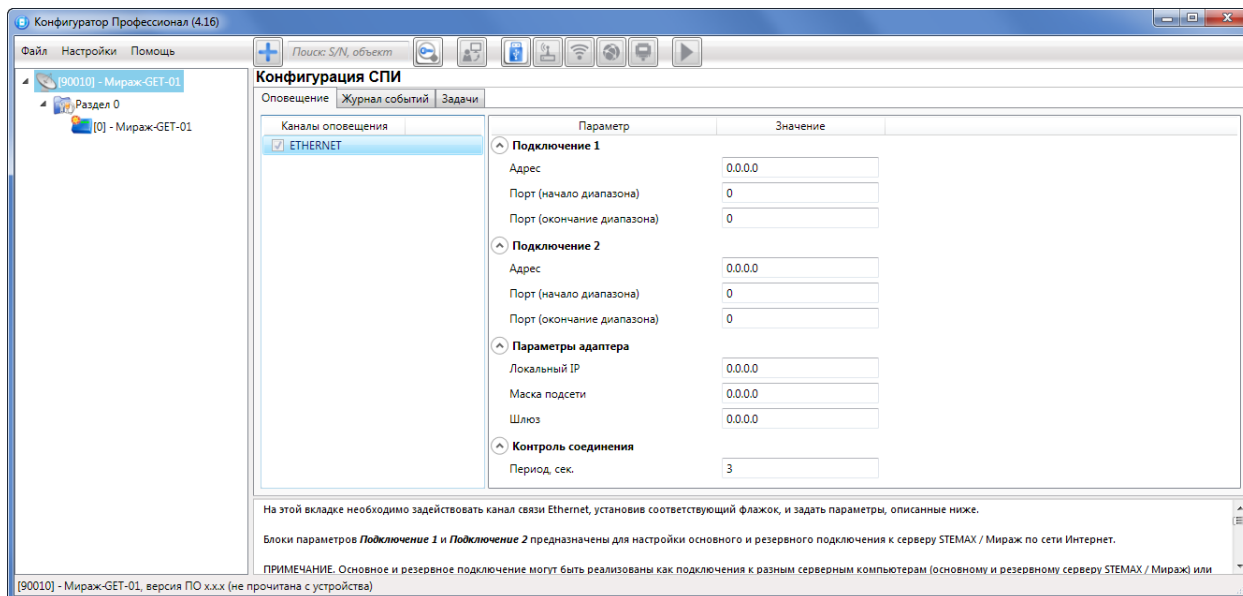 Конфигуратор Профессионал (4.16)
Файл Настройки Помощь
Поиск: S/N, объект
[90010] - Мираж-GET-01
Раздел 0
[0] - Мираж-GET-01
Конфигурация СПИ
Оповещение Журнал событий Задачи
Каналы оповещения
ETHERNET
Параметр Значение
Подключение 1
Адрес 0.0.0.0
Порт (начало диапазона) 0
Порт (окончание диапазона) 0
Подключение 2
Адрес 0.0.0.0
Порт (начало диапазона) 0
Порт (окончание диапазона) 0
Параметры адаптера
Локальный IP 0.0.0.0
Маска подсети 0.0.0.0
Шлюз 0.0.0.0
Контроль соединения
Период, сек. 3
На этой вкладке необходимо задействовать канал связи Ethernet, установив соответствующий флажок, и задать параметры, описанные ниже.
Блоки параметров Подключение 1 и Подключение 2 предназначены для настройки основного и резервного подключения к серверу STEMAX / Мираж по сети Интернет.
ПРИМЕЧАНИЕ. Основное и резервное подключение могут быть реализованы как подключения к разным серверным компьютерам (основному и резервному серверу STEMAX / Мираж) или
[90010] - Мираж-GET-01, версия ПО x.x.x (не прочитана с устройства)